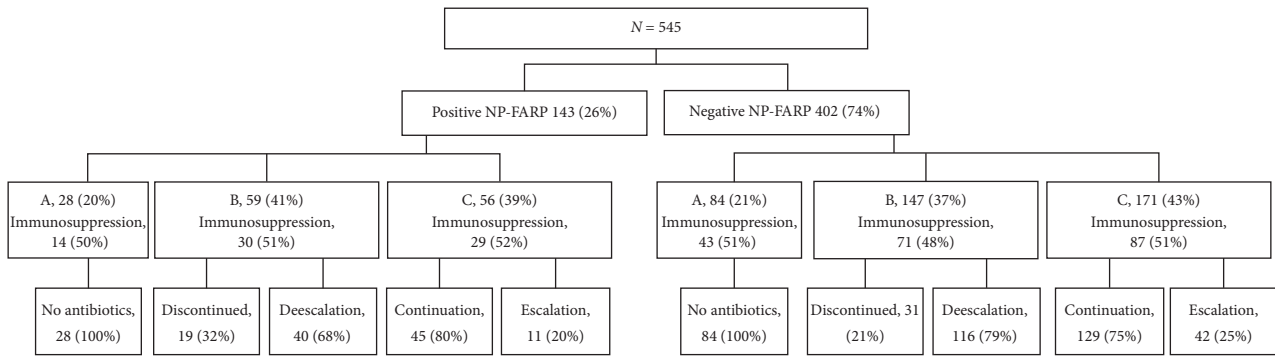 N = 545
Positive NP-FARP 143 (26%)
Negative NP-FARP 402 (74%)
A, 28 (20%)
Immunosuppression,
14 (50%)
B, 59 (41%)
Immunosuppression,
30 (51%)
C, 56 (39%)
Immunosuppression,
29 (52%)
A, 84 (21%)
Immunosuppression,
43 (51%)
B, 147 (37%)
Immunosuppression,
71 (48%)
C, 171 (43%)
Immunosuppression,
87 (51%)
No antibiotics,
28 (100%)
Discontinued,
19 (32%)
Deescalation,
40 (68%)
Continuation,
45 (80%)
Escalation,
11 (20%)
No antibiotics,
84 (100%)
Discontinued, 31
(21%)
Deescalation,
116 (79%)
Continuation,
129 (75%)
Escalation,
42 (25%)